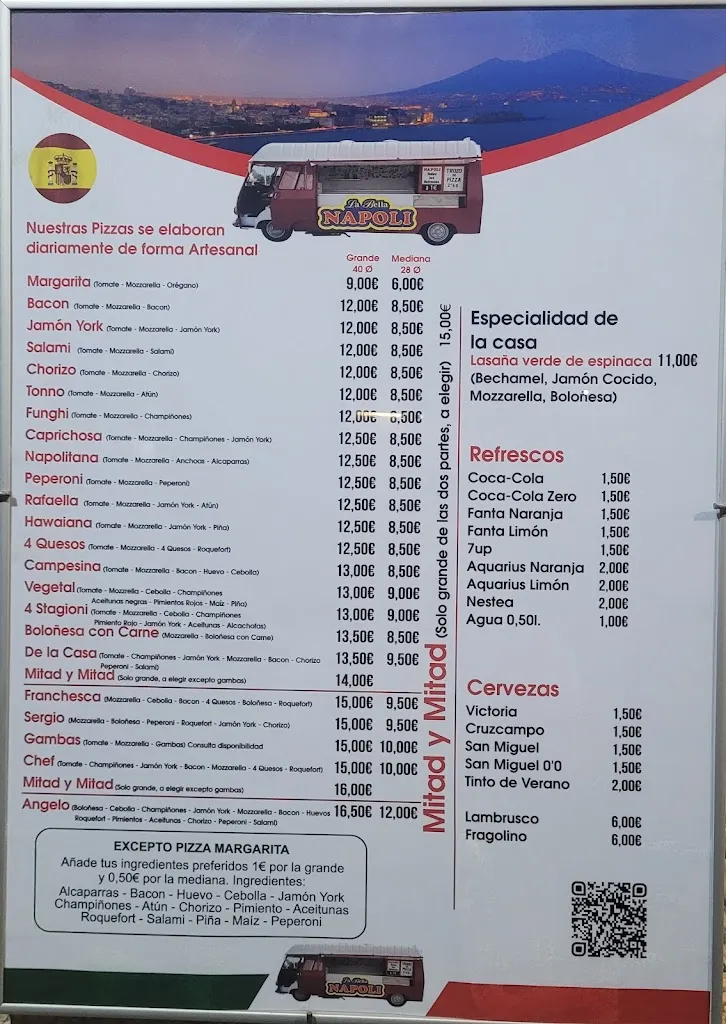 NAPOLI
TROZO
DE
PIZZA
La Bella
NAPOLI
Nuestras Pizzas se elaboran
diariamente de forma Artesanal
Grande Mediana
40 Ø 28 Ø
Margarita (Tomate - Mozzarella - Orégano) 9,00€ 6,00€
Bacon (Tomate - Mozzarella - Bacon) 12,00€ 8,50€
Jamón York (Tomate - Mozzarella - Jamón York) 12,00€ 8,50€
Salami (Tomate - Mozzarella - Salami) 12,00€ 8,50€
Chorizo (Tomate - Mozzarella - Chorizo) 12,00€ 8,50€
Tonno (Tomate - Mozzarella - Atún) 12,00€ 8,50€
Funghi (Tomate - Mozzarella - Champiñones) 12,00€ 8,50€
Caprichosa (Tomate - Mozzarella - Champiñones - Jamón York) 12,50€ 8,50€
Napolitana (Tomate - Mozzarella - Anchoas - Alcaparras) 12,50€ 8,50€
Peperoni (Tomate - Mozzarella - Peperoni) 12,50€ 8,50€
Rafaella (Tomate - Mozzarella - Jamón York - Atún) 12,50€ 8,50€
Hawaiana (Tomate - Mozzarella - Jamón York - Piña) 12,50€ 8,50€
4 Quesos (Tomate - Mozzarella - 4 Quesos - Roquefort) 12,50€ 8,50€
Campesina (Tomate - Mozzarella - Bacon - Huevo - Cebolla) 13,00€ 8,50€
Vegetal (Tomate - Mozzrella - Cebolla - Champiñones 13,00€ 9,00€
Aceitunas negras - Pimientos Rojos - Maíz - Piña)
4 Stagioni (Tomate - Mozzarella - Cebolla - Champiñones 13,00€ 9,00€
Pimiento Rojo - Jamón York - Aceitunas - Alcachofas)
Boloñesa con Carne (Mozzarella - Boloñesa con Carne) 13,50€ 8,50€
De la Casa (Tomate - Champiñones - Jamón York - Mozzarella - Bacon - Chorizo 13,50€ 9,50€
Peperoni - Salami)
Mitad y Mitad (Solo grande, a elegir excepto gambas) 14,00€
Franchesca (Mozzarella - Cebolla - Bacon - 4 Quesos - Boloñesa - Roquefort) 15,00€ 9,50€
Sergio (Mozzarella - Boloñesa - Peperoni - Roquefort - Jamón York - Chorizo) 15,00€ 9,50€
Gambas (Tomate - Mozzarella - Gambas) Consulta disponibilidad 15,00€ 10,00€
Chef (Tomate - Champiñones - Jamón York - Bacon - Mozzarella - 4 Quesos - Roquefort) 15,00€ 10,00€
Mitad y Mitad (Solo grande, a elegir excepto gambas) 16,00€
Angelo (Boloñesa - Cebolla - Champiñones - Jamón York - Mozzarella - Bacon - Huevos 16,50€ 12,00€
Roquefort - Pimientos - Aceitunas - Chorizo - Peperoni - Salami)
Mitad y Mitad (Solo grande de las dos partes, a elegir) 15,00€
EXCEPTO PIZZA MARGARITA
Añade tus ingredientes preferidos 1€ por la grande
y 0,50€ por la mediana. Ingredientes:
Alcaparras - Bacon - Huevo - Cebolla - Jamón York
Champiñones - Atún - Chorizo - Pimiento - Aceitunas
Roquefort - Salami - Piña - Maíz - Peperoni
Especialidad de
la casa
Lasaña verde de espinaca 11,00€
(Bechamel, Jamón Cocido,
Mozzarella, Boloñesa)
Refrescos
Coca-Cola 1,50€
Coca-Cola Zero 1,50€
Fanta Naranja 1,50€
Fanta Limón 1,50€
7up 1,50€
Aquarius Naranja 2,00€
Aquarius Limón 2,00€
Nestea 2,00€
Agua 0,50l. 1,00€
Cervezas
Victoria 1,50€
Cruzcampo 1,50€
San Miguel 1,50€
San Miguel 0'0 1,50€
Tinto de Verano 2,00€
Lambrusco 6,00€
Fragolino 6,00€
La Bella
NAPOLI